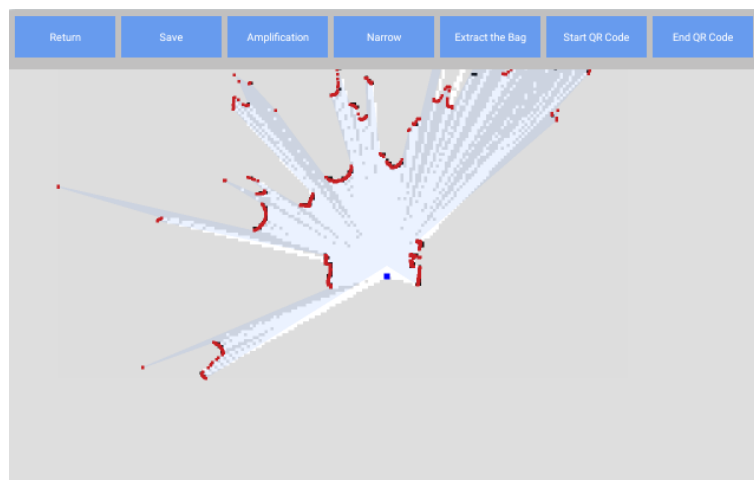 Return
Save
Amplification
Narrow
Extract the Bag
Start QR Code
End QR Code